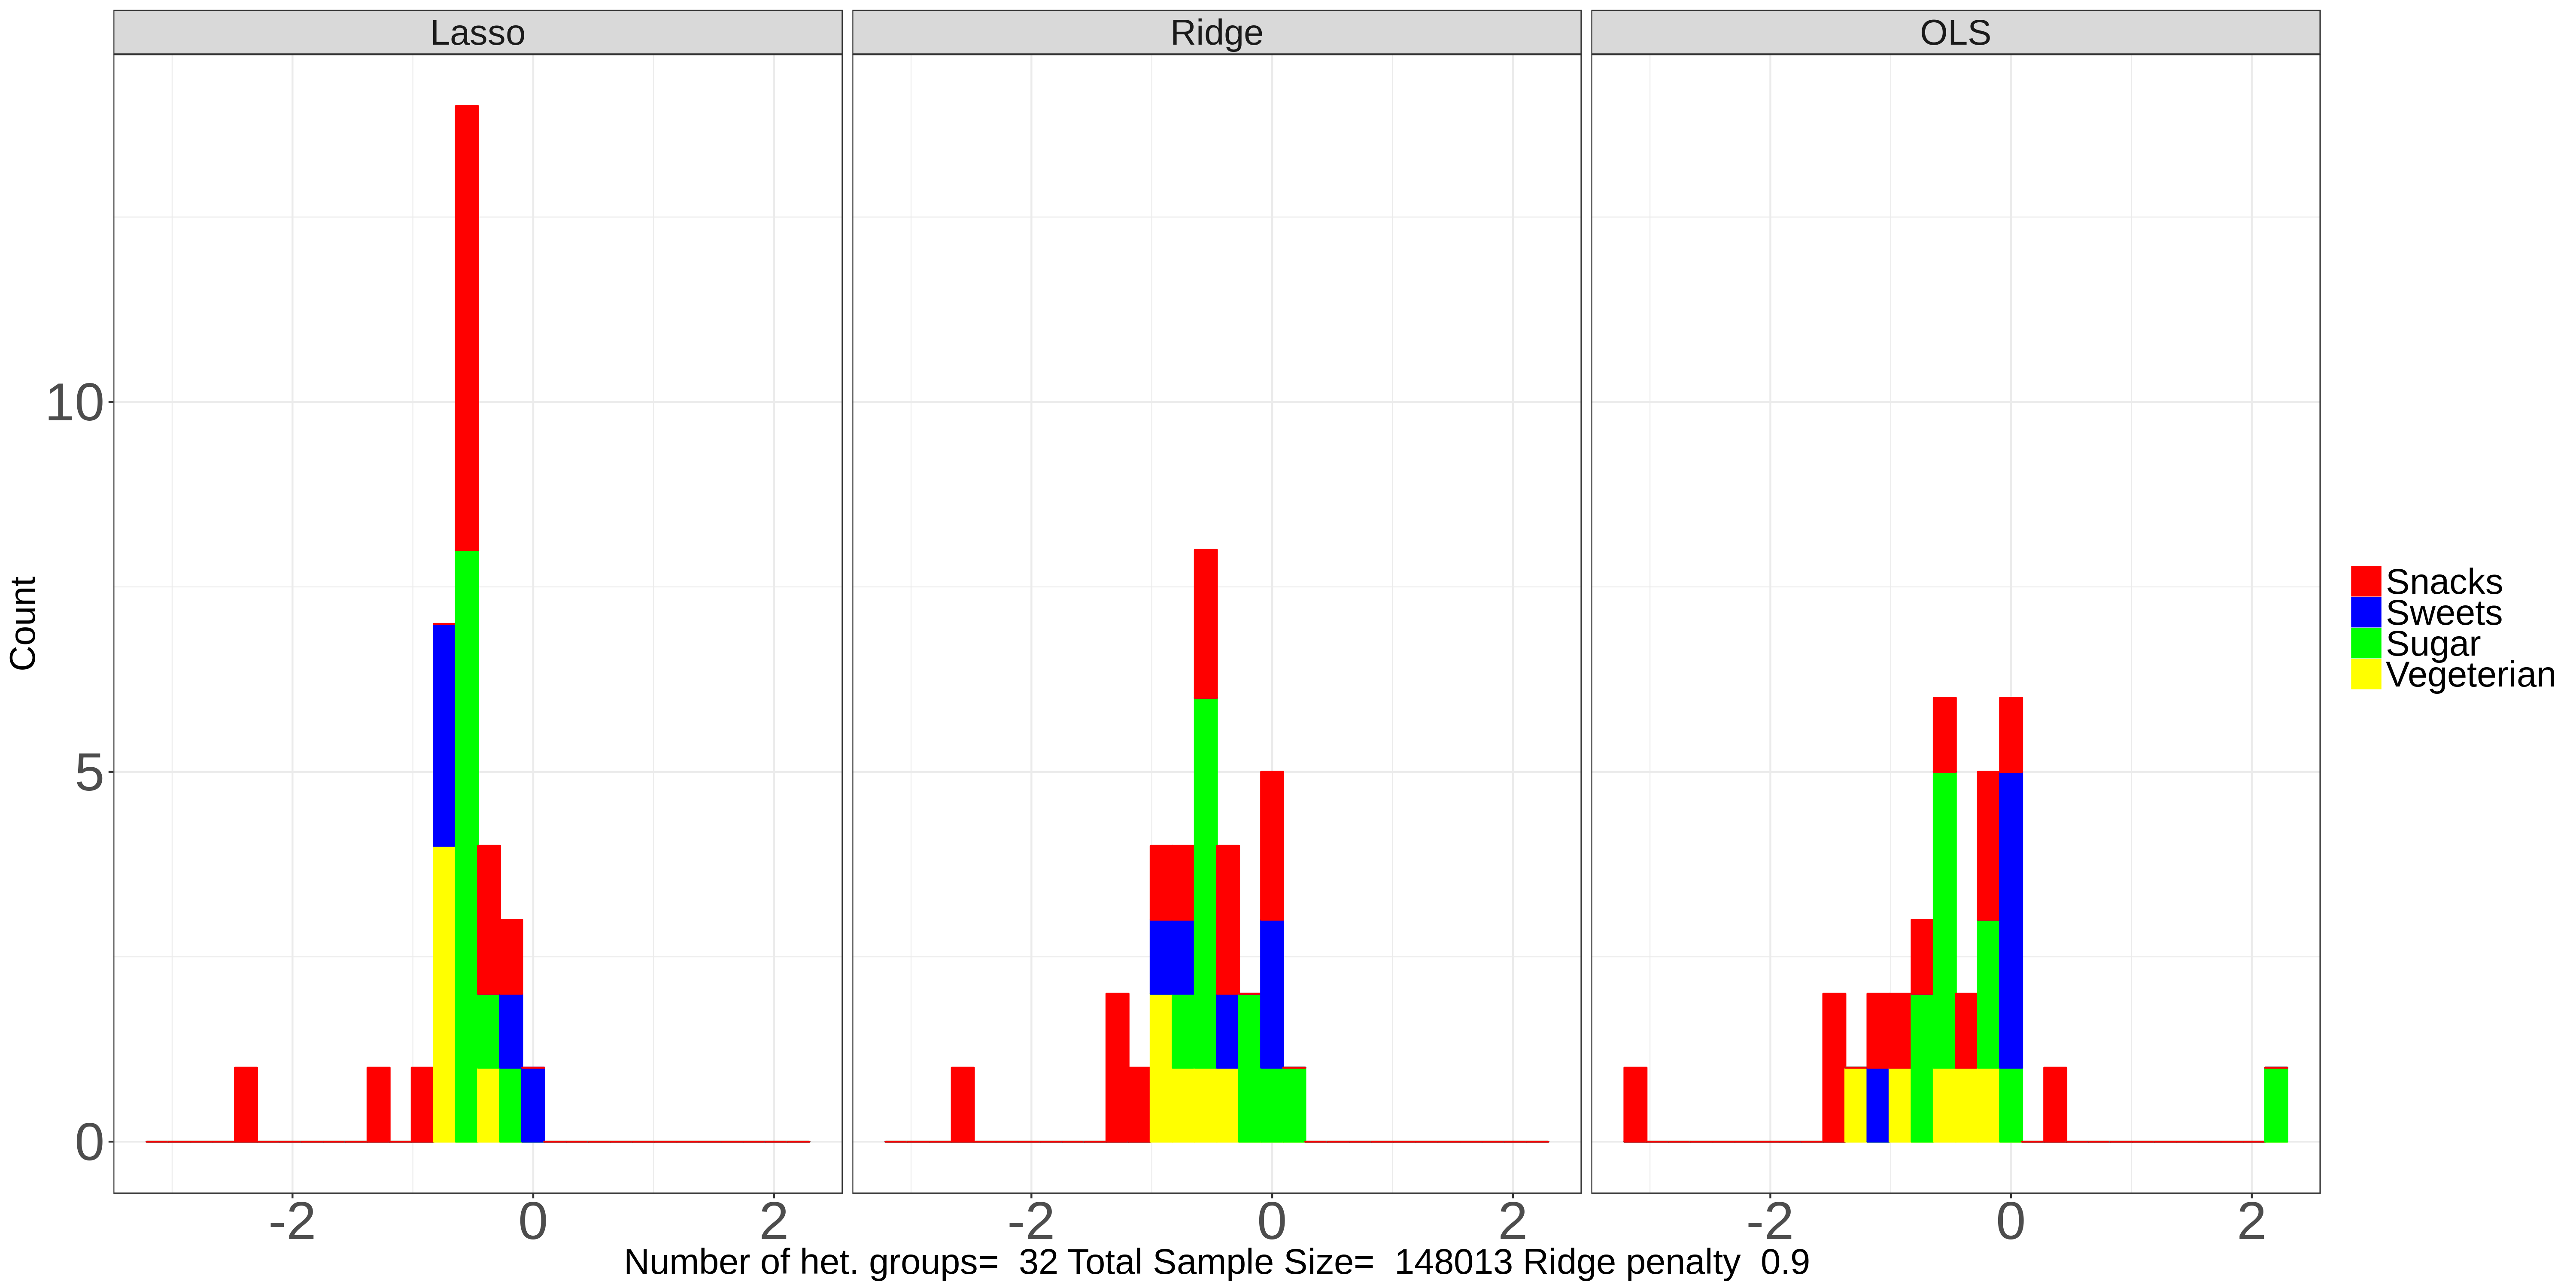 Lasso
Ridge
OLS
Count
10
5
0
-2 0 2
-2 0 2
-2 0 2
Number of het. groups=  32 Total Sample Size=  148013 Ridge penalty  0.9
Snacks
Sweets
Sugar
Vegeterian